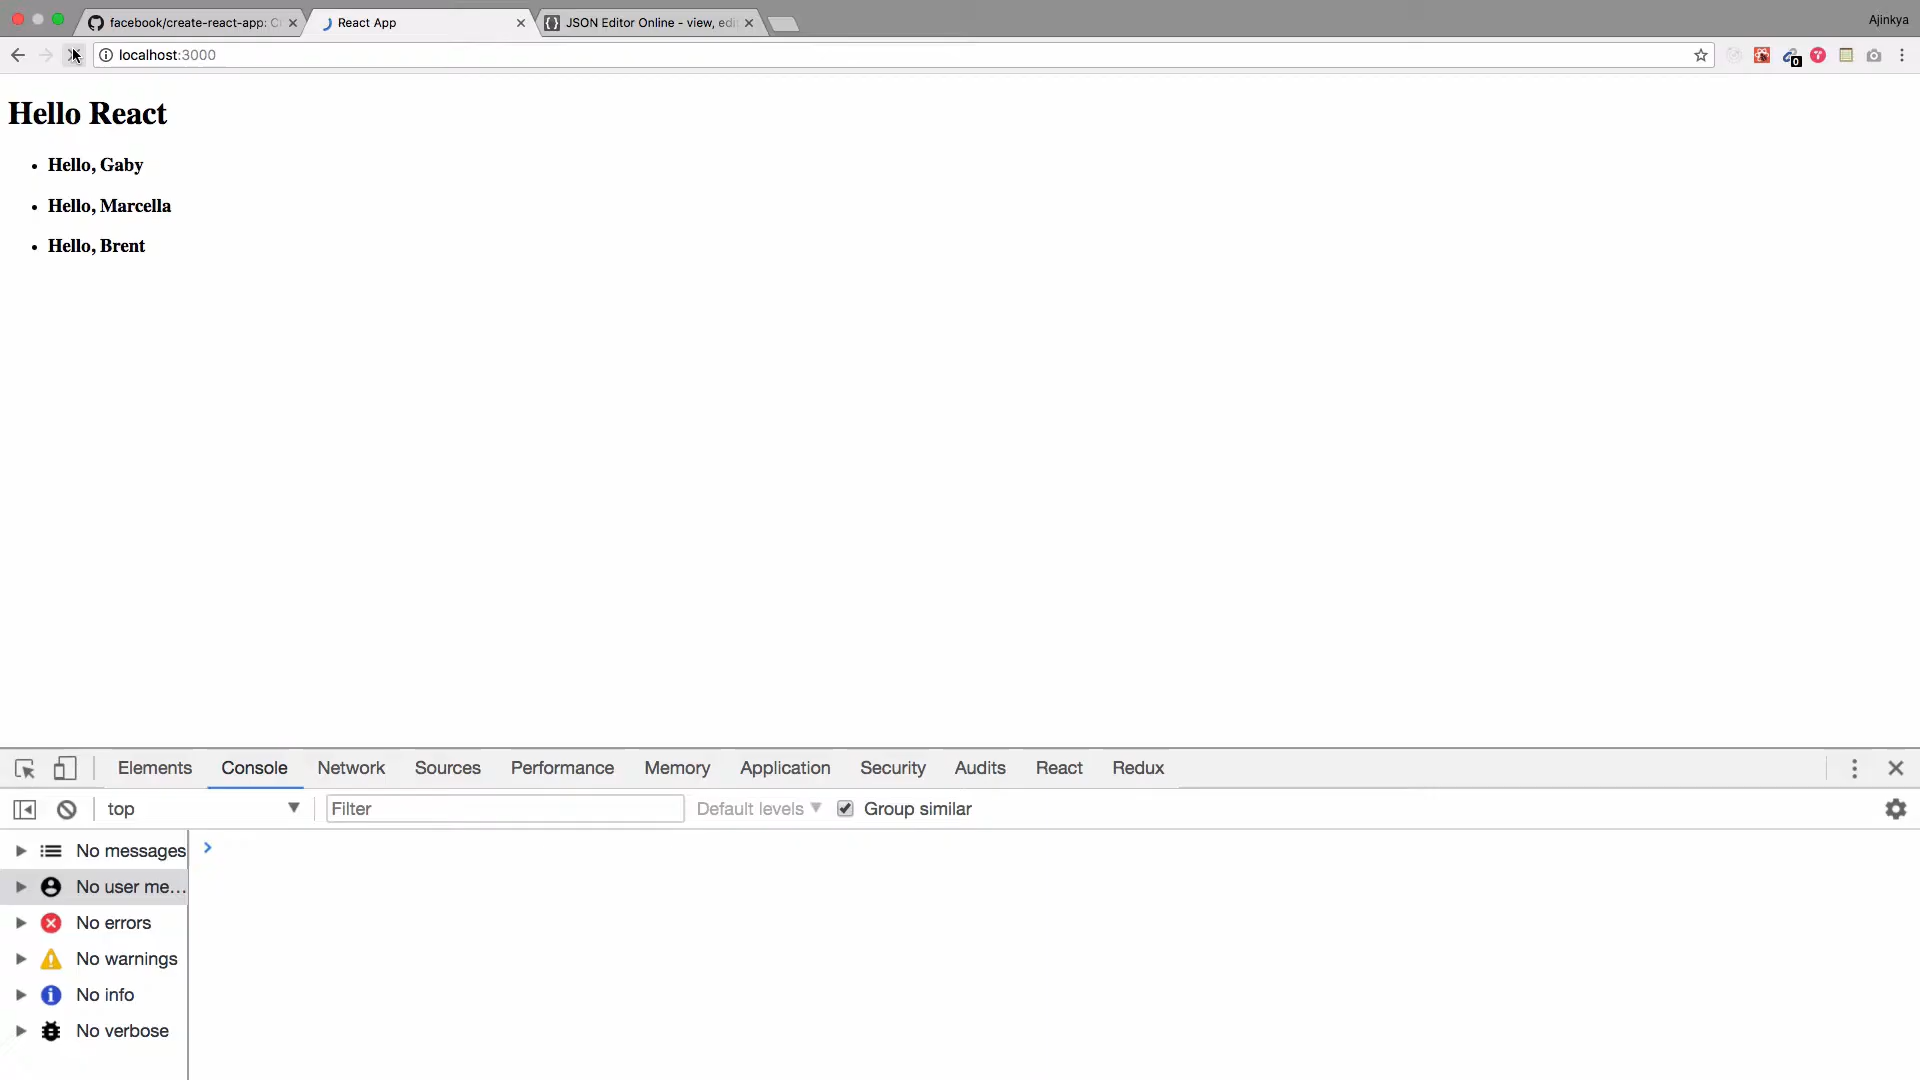 facebook/create-react-app: C
React App
JSON Editor Online - view, edi
Ajinkya
localhost:3000
0
Hello React
Hello, Gaby
Hello, Marcella
Hello, Brent
Elements Console Network Sources Performance Memory Application Security Audits React Redux
top Filter Default levels Group similar
No messages
No user me...
No errors
No warnings
No info
No verbose